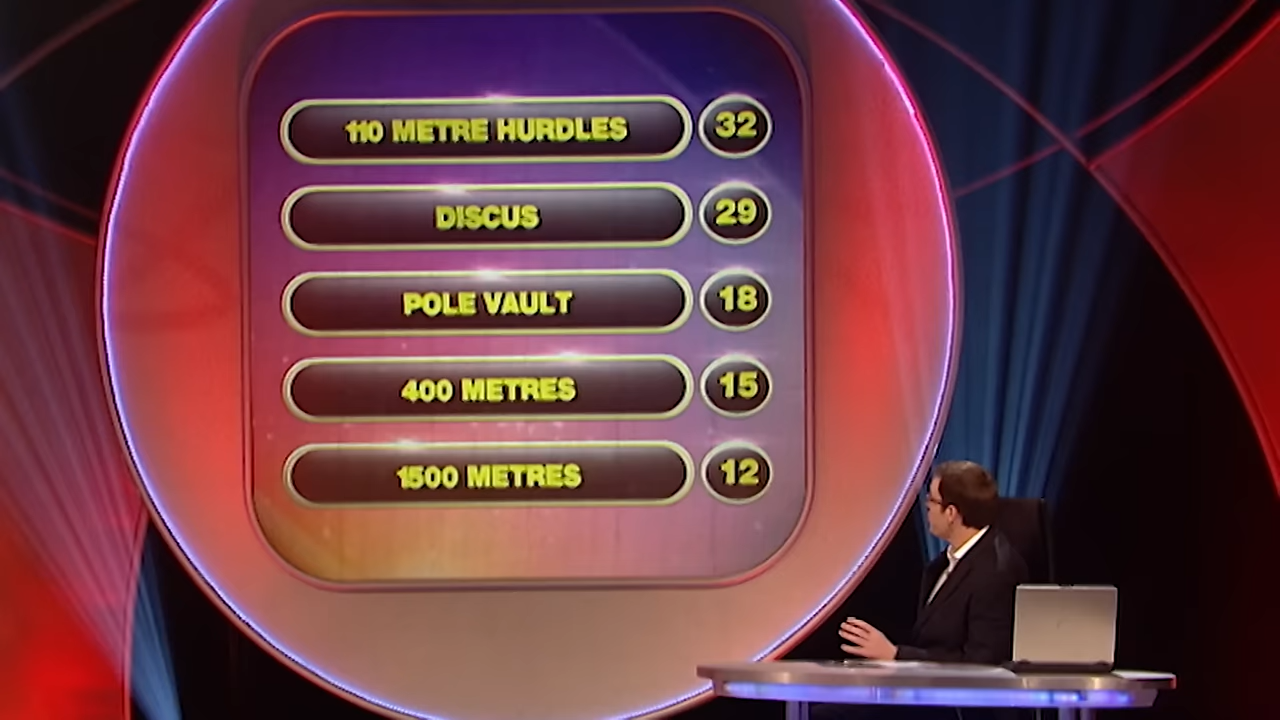 110 METRE HURDLES 32
DISCUS 29
POLE VAULT 18
400 METRES 15
1500 METRES 12